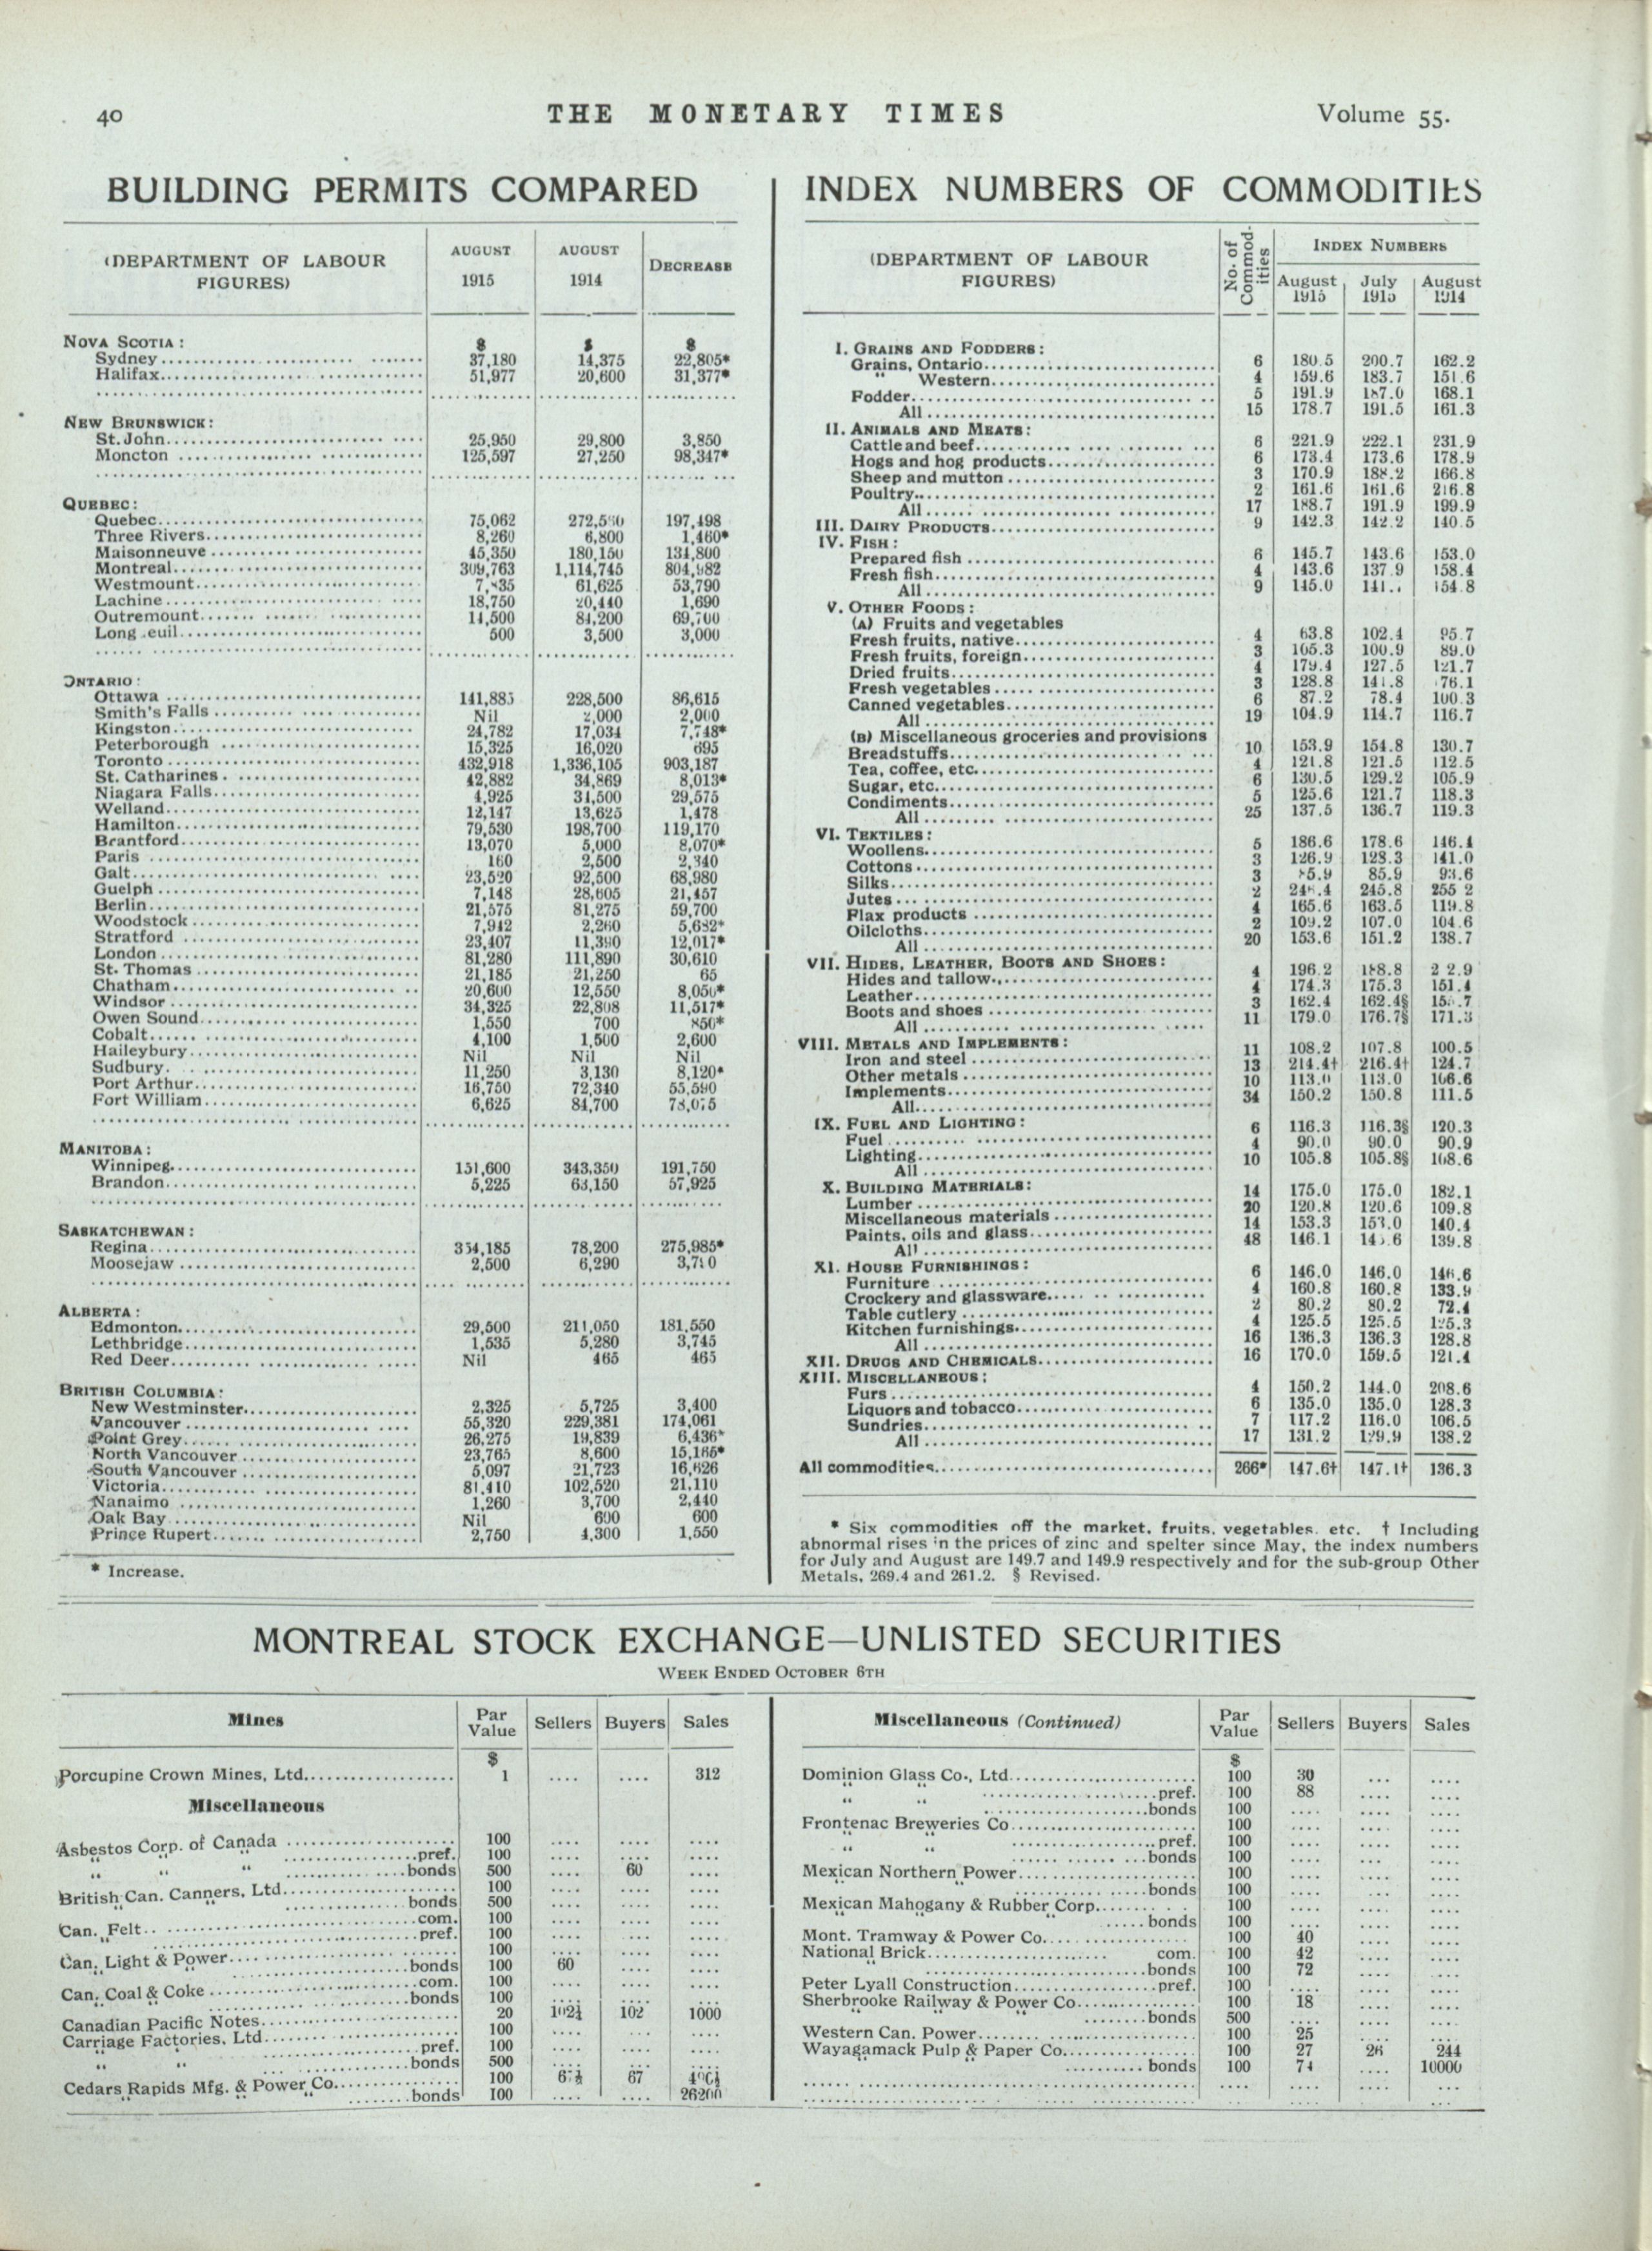 40
THE MONETARY TIMES
Volume 55.
BUILDING PERMITS COMPARED
(DEPARTMENT OF LABOUR FIGURES) AUGUST 1915 AUGUST 1914 DECREASE
NOVA SCOTIA: $ $ $
Sydney 37,180 14,375 22,805*
Halifax 51,977 20,600 31,377*
NEW BRUNSWICK:
St. John 25,950 29,800 3,850
Moncton 125,597 27,250 98,347*
QUEBEC:
Quebec 75,062 197,498
Three Rivers 8,260 6,800 1,460*
Maisonneuve 45,350 180,150 134,800
Montreal 309,763 1,114,745 804,982
Westmount 61,625 53,790
Lachine 18,750 20,440 1,690
Outremount 14,500 84,200 69,700
500 3,500 3,000
ONTARIO:
Ottawa 141,885 228,500 86,615
Smith's Falls Nil 2,000 2,000
Kingston 24,782 17,034 7,748*
Peterborough 15,325 16,020 695
Toronto 432,918 1,336,105 903,187
St. Catharines 42,882 34,869 8,013*
Niagara Falls 4,925 34,500 29,575
Welland 12,147 13,625 1,478
Hamilton 79,530 198,700 119,170
Brantford 13,070 5,000 8,070*
Paris 160 2,500 2,340
Galt 23,520 92,500 68,980
Guelph 7,148 28,605 21,457
Berlin 21,575 81,275 59,700
Woodstock 7,942 2,260 5,682*
Stratford 23,407 11,390 12,017*
London 81,280 111,890 30,610
St. Thomas 21,185 21,250 65
Chatham 20,600 12,550 8,050*
Windsor 34,325 22,808 11,517*
Owen Sound 1,550 700 850*
Cobalt 4,100 1,500 2,600
Haileybury Nil Nil Nil
Sudbury 11,250 3,130 8,120*
Port Arthur 16,750 72,340 55,590
Fort William 6,625 84,700 78,075
MANITOBA:
Winnipeg 151,600 343,350 191,750
Brandon 5,225 63,150 57,925
SASKATCHEWAN:
Regina 354,185 78,200 275,985*
Moosejaw 2,500 6,290 3,790
ALBERTA:
Edmonton 29,500 211,050 181,550
Lethbridge 1,535 5,280 3,745
Red Deer Nil 465 465
BRITISH COLUMBIA:
New Westminster 2,325 5,725 3,400
Vancouver 55,320 229,381 174,061
Point Grey 26,275 19,839 6,436*
North Vancouver 23,765 8,600 15,165*
South Vancouver 5,097 21,723 16,626
Victoria 81,410 102,520 21,110
Nanaimo 1,260 3,700 2,440
Oak Bay Nil 600 600
Prince Rupert 2,750 4,300 1,550
* Increase.
INDEX NUMBERS OF COMMODITIES
(DEPARTMENT OF LABOUR FIGURES) No. of Commodities INDEX NUMBERS
August 1915 July 1915 August 1914
I. GRAINS AND FODDERS:
Grains, Ontario 6 180.5 200.7 162.2
" Western 4 159.6 183.7 151.6
Fodder 5 191.9 187.0 168.1
All 15 178.7 191.5 161.3
II. ANIMALS AND MEATS:
Cattle and beef 6 221.9 222.1 231.9
Hogs and hog products 6 173.4 173.6 178.9
Sheep and mutton 3 170.9 188.2 166.8
Poultry 2 161.6 161.6 216.8
All 17 188.7 191.9 199.9
III. DAIRY PRODUCTS 9 142.3 142.2 140.5
IV. FISH:
Prepared fish 6 145.7 143.6 153.0
Fresh fish 4 143.6 137.9 158.4
All 9 145.0 154.8
V. OTHER FOODS:
(A) Fruits and vegetables
Fresh fruits, native 4 63.8 102.4 95.7
Fresh fruits, foreign 3 105.3 100.9 89.0
Dried fruits 4 179.4 127.5 121.7
Fresh vegetables 3 128.8 141.8 176.1
Canned vegetables 6 87.2 78.4 100.3
All 19 104.9 114.7 116.7
(B) Miscellaneous groceries and provisions
Breadstuffs 10 153.9 154.8 130.7
Tea, coffee, etc. 4 121.8 121.5 112.5
Sugar, etc. 6 130.5 129.2 105.9
Condiments 5 125.6 121.7 118.3
All 25 137.5 136.7 119.3
VI. TEXTILES:
Woollens 5 186.6 178.6 146.4
Cottons 3 126.9 128.3 141.0
Silks 3 85.9 85.9 93.6
Jutes 2 245.8 255.2
Flax products 4 165.6 163.5 119.8
Oilcloths 2 109.2 107.0 104.6
All 20 153.6 151.2 138.7
VII. HIDES, LEATHER, BOOTS AND SHOES:
Hides and tallow 4 196.2 188.8
Leather 4 174.3 175.3 151.4
Boots and shoes 3 162.4 162.4§
All 11 179.0 176.7§ 171.3
VIII. METALS AND IMPLEMENTS:
Iron and steel 11 108.2 107.8 100.5
Other metals 13 214.4† 216.4† 124.7
Implements 10 113.0 113.0 106.6
All 34 150.2 150.8 111.5
IX. FUEL AND LIGHTING:
Fuel 6 116.3 116.3§ 120.3
Lighting 4 90.0 90.0 90.9
All 10 105.8 105.8§ 108.6
X. BUILDING MATERIALS:
Lumber 14 175.0 175.0 182.1
Miscellaneous materials 20 120.8 120.6 109.8
Paints, oils and glass 14 153.3 153.0 140.4
All 48 146.1 139.8
XI. HOUSE FURNISHINGS:
Furniture 6 146.0 146.0 146.6
Crockery and glassware 4 160.8 160.8 133.9
Table cutlery 2 80.2 80.2 72.4
Kitchen furnishings 4 125.5 125.5 125.3
All 16 136.3 136.3 128.8
XII. DRUGS AND CHEMICALS 16 170.0 159.5 121.4
XIII. MISCELLANEOUS:
Furs 4 150.2 144.0 208.6
Liquors and tobacco 6 135.0 135.0 128.3
Sundries 7 117.2 116.0 106.5
All 17 131.2 129.9 138.2
All commodities 266* 147.6† 147.1† 136.3
* Six commodities off the market, fruits, vegetables, etc. † Including
abnormal rises in the prices of zinc and spelter since May, the index numbers
for July and August are 149.7 and 149.9 respectively and for the sub-group Other
Metals, 269.4 and 261.2. § Revised.
MONTREAL STOCK EXCHANGE—UNLISTED SECURITIES
WEEK ENDED OCTOBER 6TH
Mines Par Value Sellers Buyers Sales
$
Porcupine Crown Mines, Ltd. 1 .... .... 312
Miscellaneous
Asbestos Corp. of Canada 100 .... .... ....
" " " pref. 100 .... .... ....
" " " bonds 500 .... 60 ....
British Can. Canners, Ltd. 100 .... .... ....
" " bonds 500 .... .... ....
Can. Felt com. 100 .... .... ....
" pref. 100 .... .... ....
Can. Light & Power 100 .... .... ....
" " bonds 100 60 .... ....
Can. Coal & Coke com. 100 .... .... ....
" " bonds 100 .... .... ....
Canadian Pacific Notes 20 102½ 102 1000
Carriage Factories, Ltd. 100 .... .... ....
" " pref. 100 .... .... ....
" " bonds 500 .... .... ....
Cedars Rapids Mfg. & Power Co. 100 67
" " " bonds 100 .... .... 26200
Miscellaneous (Continued) Par Value Sellers Buyers Sales
$
Dominion Glass Co., Ltd. 100 30 ... ....
" " pref. 100 88 .... ....
bonds 100 .... .... ....
Frontenac Breweries Co. 100 .... .... ....
" " pref. 100 .... .... ....
" " bonds 100 .... .... ....
Mexican Northern Power 100 .... .... ....
" bonds 100 .... .... ....
Mexican Mahogany & Rubber Corp. 100 .... .... ....
" " " bonds 100 .... .... ....
Mont. Tramway & Power Co. 100 40 .... ....
National Brick com. 100 42 .... ....
" bonds 100 72 .... ....
Peter Lyall Construction pref. 100 .... ....
Sherbrooke Railway & Power Co. 100 18 .... ....
" " " bonds 500 .... .... ....
Western Can. Power 100 25 .... ....
Wayagamack Pulp & Paper Co. 100 27 26 244
" " bonds 100 74 .... 10000